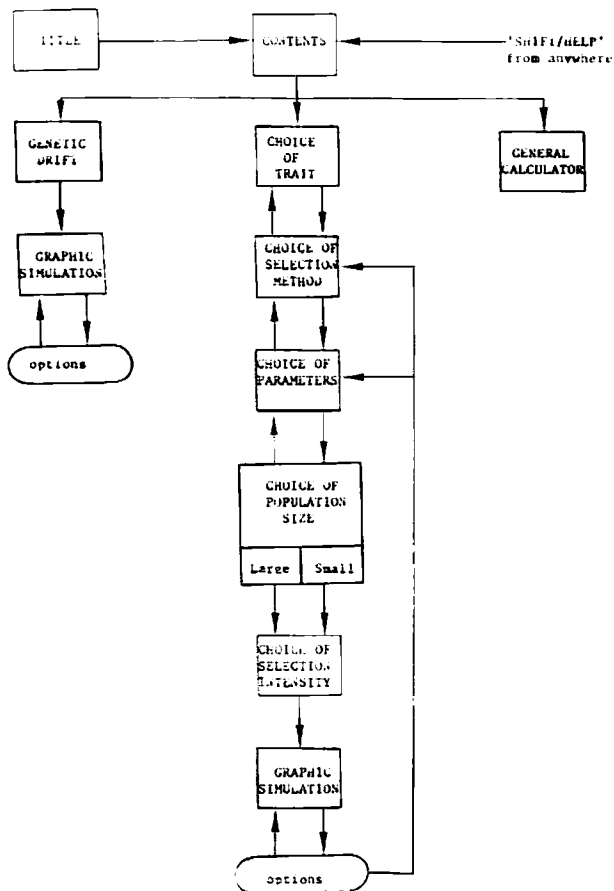 TITLE
CONTENTS
'SHIFT/HELP'
from anywhere
GENETIC
DRIFT
CHOICE
OF
TRAIT
GENERAL
CALCULATOR
GRAPHIC
SIMULATION
options
CHOICE OF
SELECTION
METHOD
CHOICE OF
PARAMETERS
CHOICE OF
POPULATION
SIZE
Large
Small
CHOICE OF
SELECTION
INTENSITY
GRAPHIC
SIMULATION
options